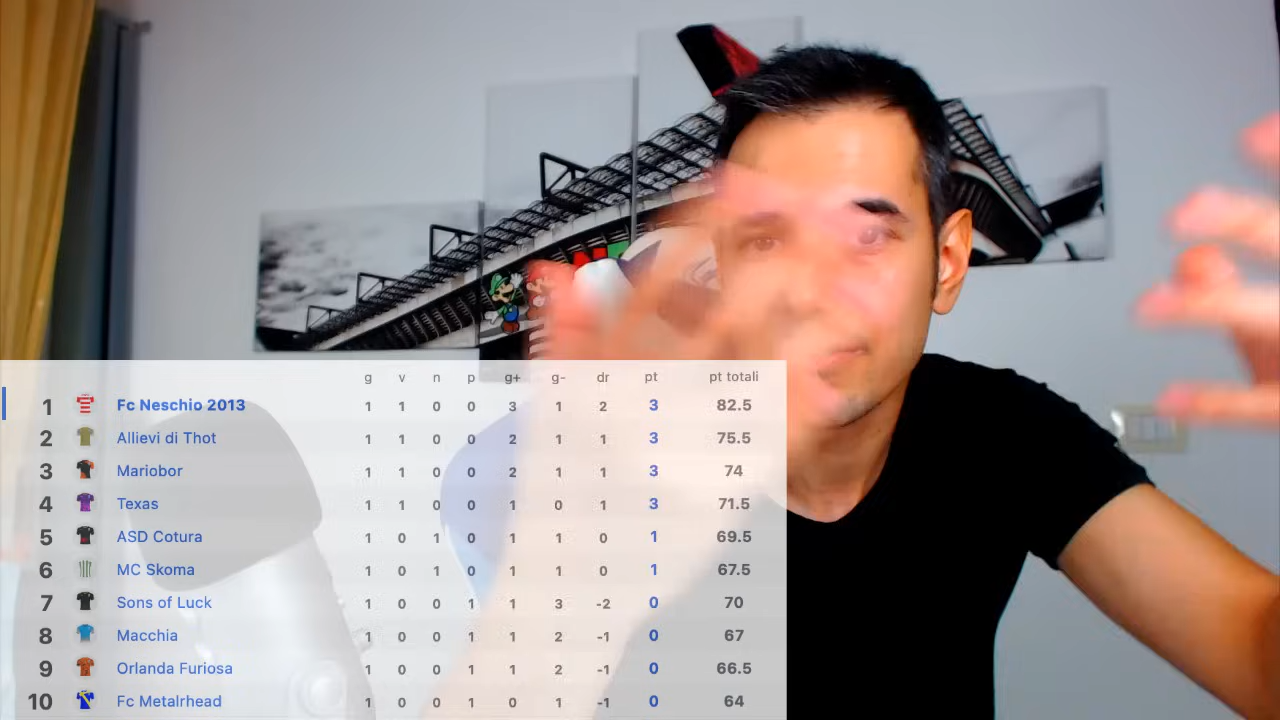 g v n p g+ g- dr pt pt totali
1 Fc Neschio 2013 1 1 0 0 3 1 2 3 82.5
2 Allievi di Thot 1 1 0 0 2 1 1 3 75.5
3 Mariobor 1 1 0 0 2 1 1 3 74
4 Texas 1 1 0 0 1 0 1 3 71.5
5 ASD Cotura 1 0 1 0 1 1 0 1 69.5
6 MC Skoma 1 0 1 0 1 1 0 1 67.5
7 Sons of Luck 1 0 0 1 1 3 -2 0 70
8 Macchia 1 0 0 1 1 2 -1 0 67
9 Orlanda Furiosa 1 0 0 1 1 2 -1 0 66.5
10 Fc Metalrhead 1 0 0 1 0 1 -1 0 64